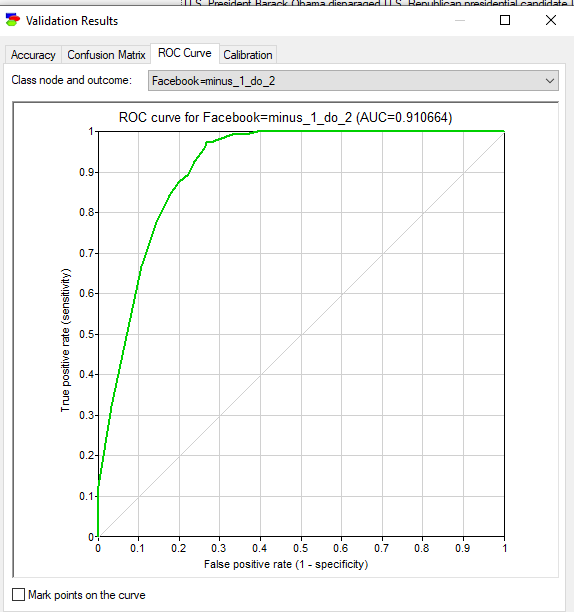 U.S. President Barack Obama disparaged U.S. Republican presidential candidate
Validation Results
Accuracy Confusion Matrix ROC Curve Calibration
Class node and outcome: Facebook=minus_1_do_2
ROC curve for Facebook=minus_1_do_2 (AUC=0.910664)
1
0.9
0.8
0.7
0.6
0.5
0.4
0.3
0.2
0.1
0
True positive rate (sensitivity)
0 0.1 0.2 0.3 0.4 0.5 0.6 0.7 0.8 0.9 1
False positive rate (1 - specificity)
Mark points on the curve